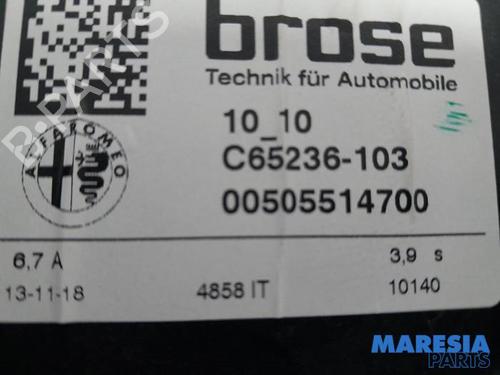 brose
Technik für Automobile
10_10
C65236-103
00505514700
ALFA ROMEO
6,7 A
3,9 s
13-11-18
4858 IT
10140
B-PARTS
MARESIA
PARTS